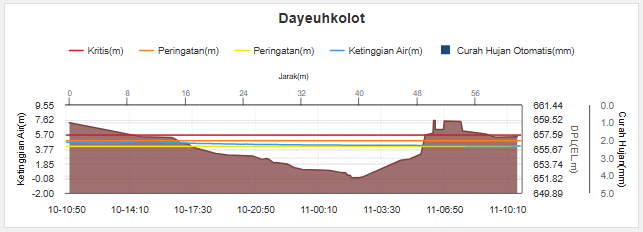 Dayeuhkolot
Kritis(m) Peringatan(m) Peringatan(m) Ketinggian Air(m) Curah Hujan Otomatis(mm)
Jarak(m)
0 8 16 24 32 40 48 56
Ketinggian Air(m)
9.55
7.62
5.70
3.77
1.85
-0.08
-2.00
661.44
659.52
657.59
655.67
653.74
651.82
649.89
DPL(EL.m)
0.0
1.0
2.0
3.0
4.0
5.0
Curah Hujan(mm)
10-10:50 10-14:10 10-17:30 10-20:50 11-00:10 11-03:30 11-06:50 11-10:10